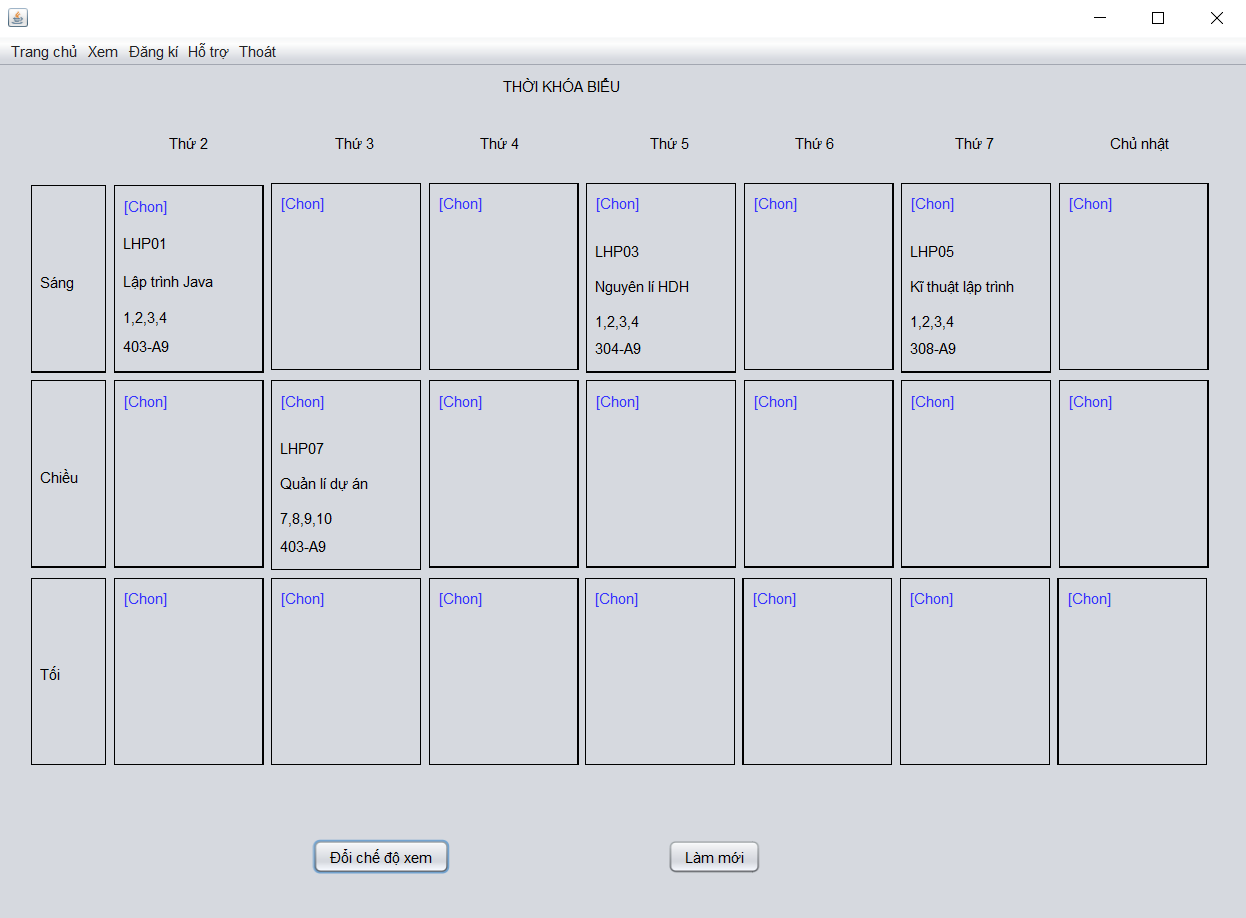 Trang chủ Xem Đăng kí Hỗ trợ Thoát
THỜI KHÓA BIỂU
Thứ 2 Thứ 3 Thứ 4 Thứ 5 Thứ 6 Thứ 7 Chủ nhật
Sáng
[Chon]
LHP01
Lập trình Java
1,2,3,4
403-A9
[Chon]
[Chon]
[Chon]
LHP03
Nguyên lí HDH
1,2,3,4
304-A9
[Chon]
[Chon]
LHP05
Kĩ thuật lập trình
1,2,3,4
308-A9
[Chon]
Chiều
[Chon]
[Chon]
LHP07
Quản lí dự án
7,8,9,10
403-A9
[Chon]
[Chon]
[Chon]
[Chon]
[Chon]
Tối
[Chon]
[Chon]
[Chon]
[Chon]
[Chon]
[Chon]
[Chon]
Đổi chế độ xem
Làm mới